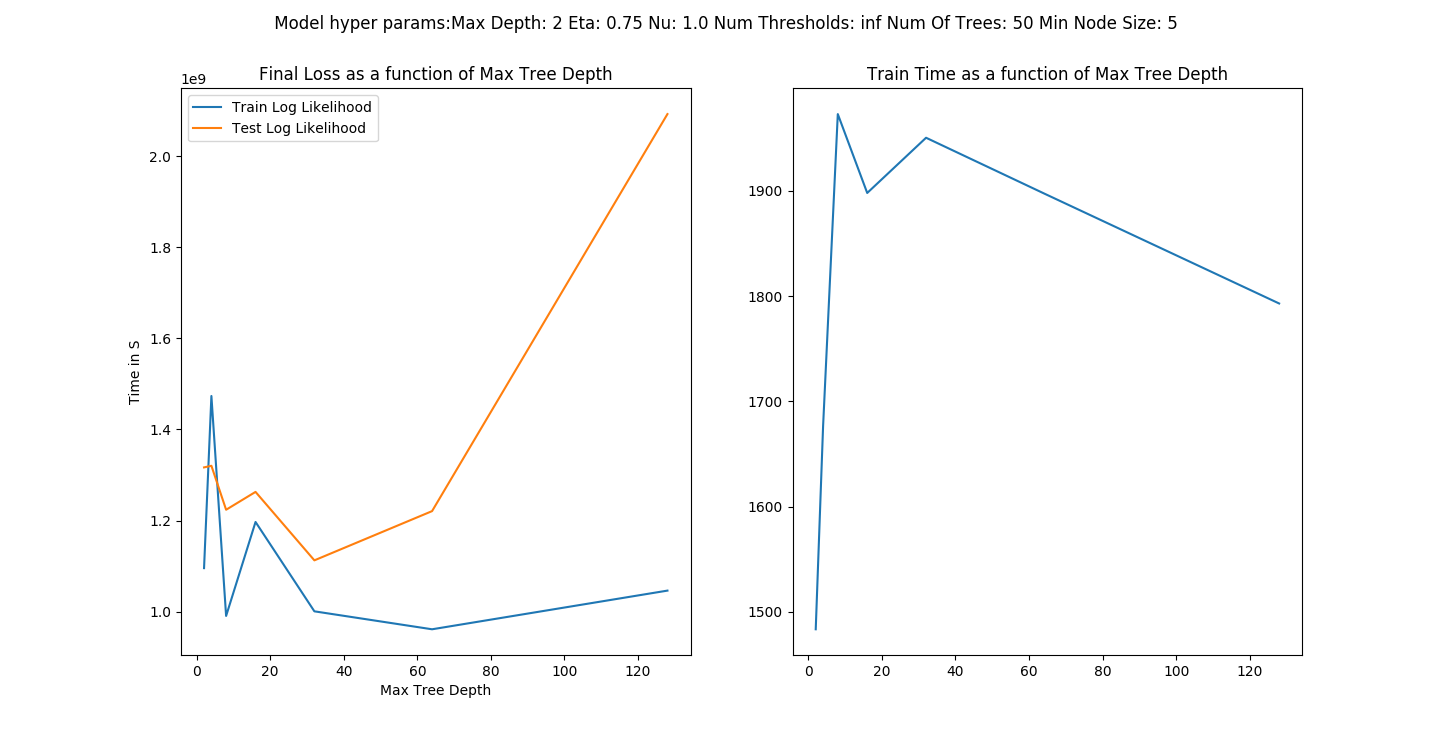 Model hyper params:Max Depth: 2 Eta: 0.75 Nu: 1.0 Num Thresholds: inf Num Of Trees: 50 Min Node Size: 5
Final Loss as a function of Max Tree Depth
1e9
Train Log Likelihood
Test Log Likelihood
2.0
1.8
1.6
1.4
1.2
1.0
Time in S
0 20 40 60 80 100 120
Max Tree Depth
Train Time as a function of Max Tree Depth
1900
1800
1700
1600
1500
0 20 40 60 80 100 120